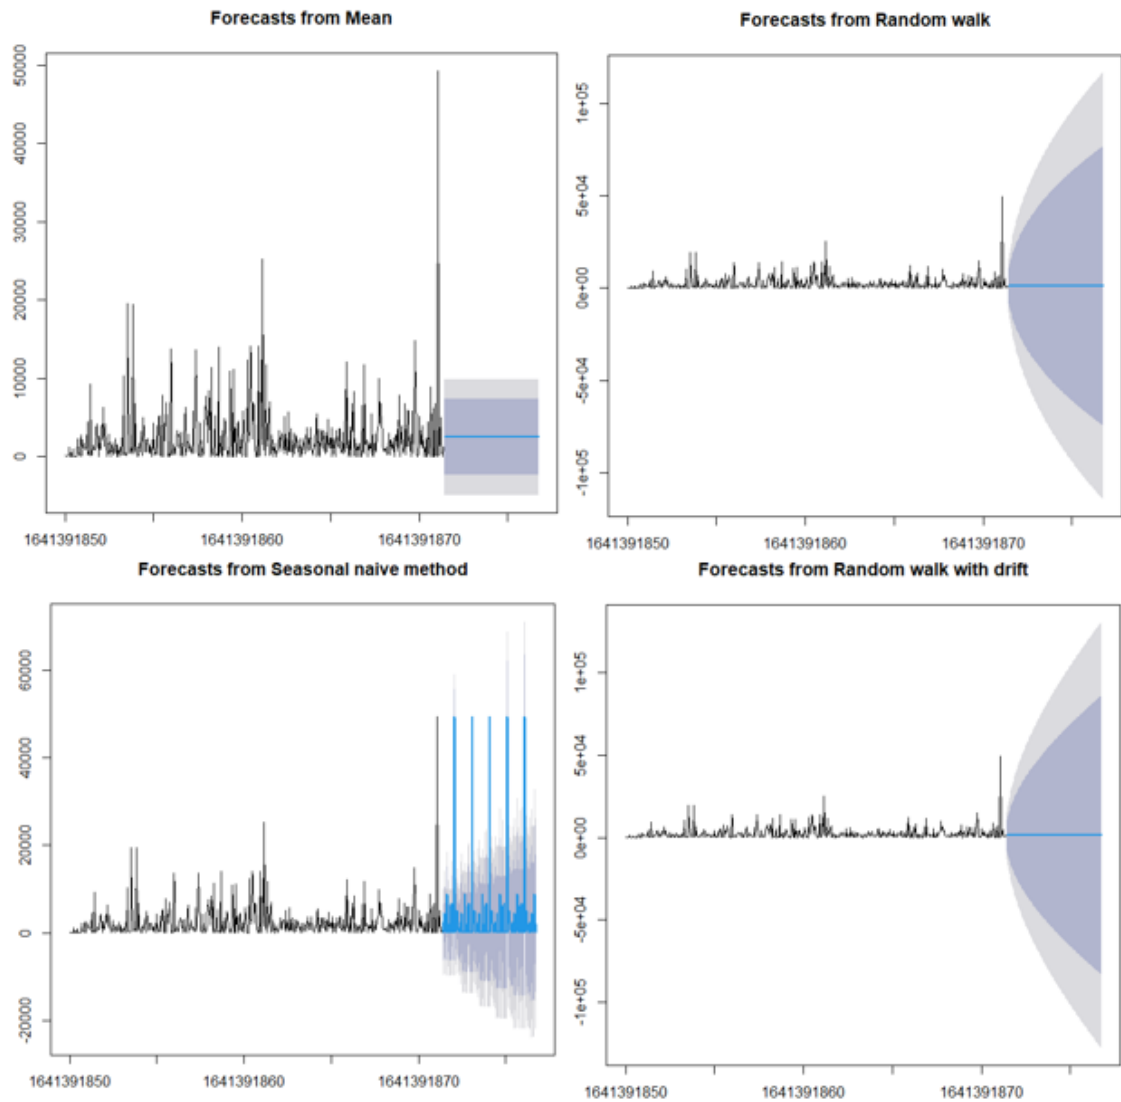 Forecasts from Mean
50000
40000
30000
20000
10000
0
1641391850 1641391860 1641391870
Forecasts from Random walk
1e+05
5e+04
0e+00
-5e+04
-1e+05
1641391850 1641391860 1641391870
Forecasts from Seasonal naive method
60000
40000
20000
0
-20000
1641391850 1641391860 1641391870
Forecasts from Random walk with drift
1e+05
5e+04
0e+00
-5e+04
-1e+05
1641391850 1641391860 1641391870